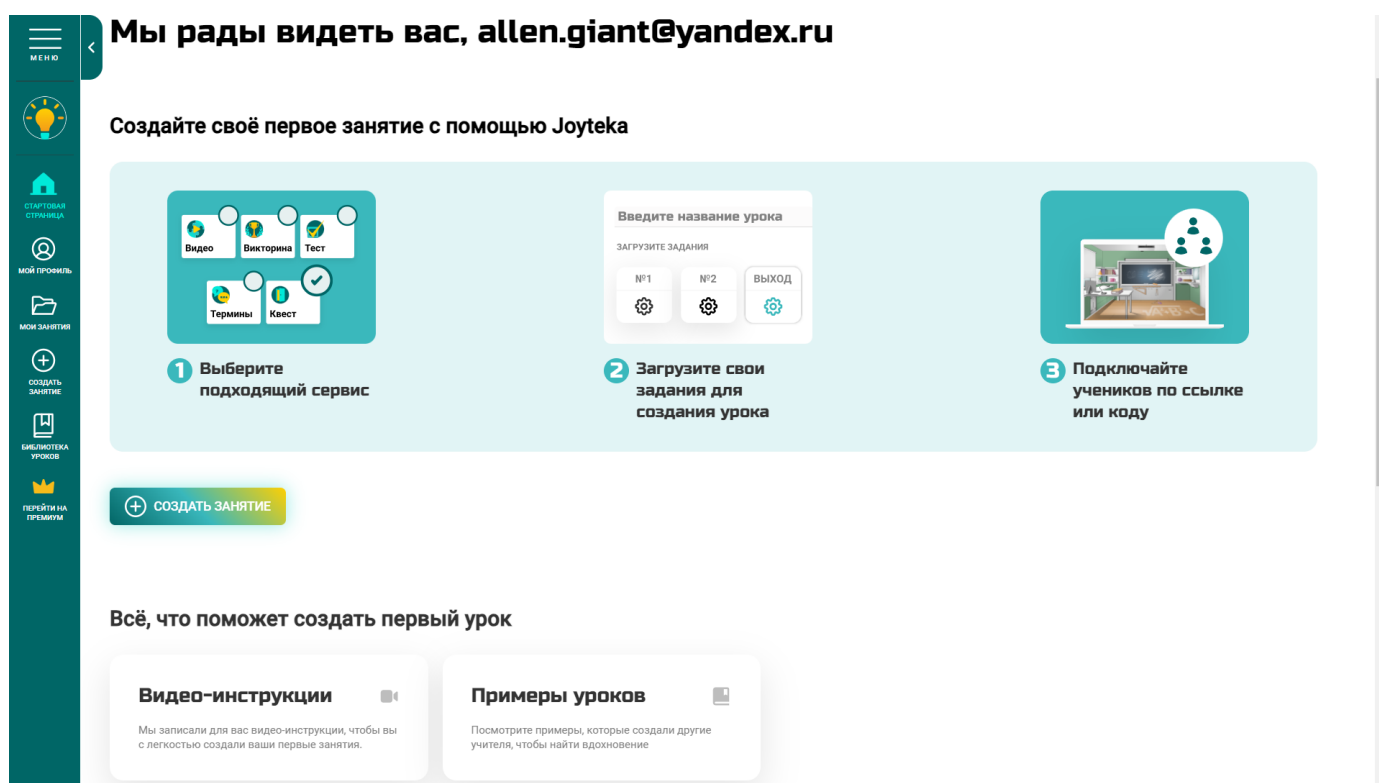 МЕНЮ
Мы рады видеть вас, allen.giant@yandex.ru
СТАРТОВАЯ
СТРАНИЦА
МОЙ ПРОФИЛЬ
МОИ ЗАНЯТИЯ
СОЗДАТЬ
ЗАНЯТИЕ
БИБЛИОТЕКА
УРОКОВ
ПЕРЕЙТИ НА
ПРЕМИУМ
Создайте своё первое занятие с помощью Joyteka
Видео
Викторина
Тест
Термины
Квест
1 Выберите
подходящий сервис
Введите название урока
ЗАГРУЗИТЕ ЗАДАНИЯ
№1
№2
ВЫХОД
2 Загрузите свои
задания для
создания урока
3 Подключайте
учеников по ссылке
или коду
СОЗДАТЬ ЗАНЯТИЕ
Всё, что поможет создать первый урок
Видео-инструкции
Мы записали для вас видео-инструкции, чтобы вы
с легкостью создали ваши первые занятия.
Примеры уроков
Посмотрите примеры, которые создали другие
учителя, чтобы найти вдохновение